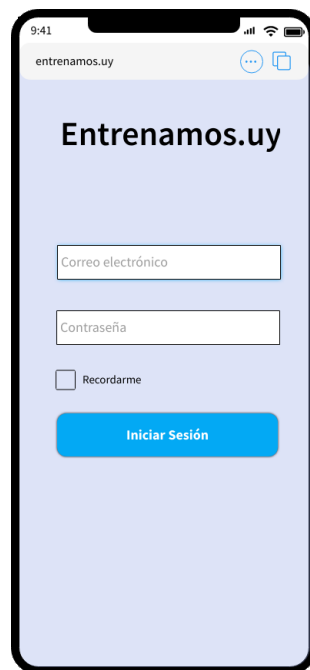 9:41
entrenamos.uy
Entrenamos.uy
Correo electrónico
Contraseña
Recordarme
Iniciar Sesión